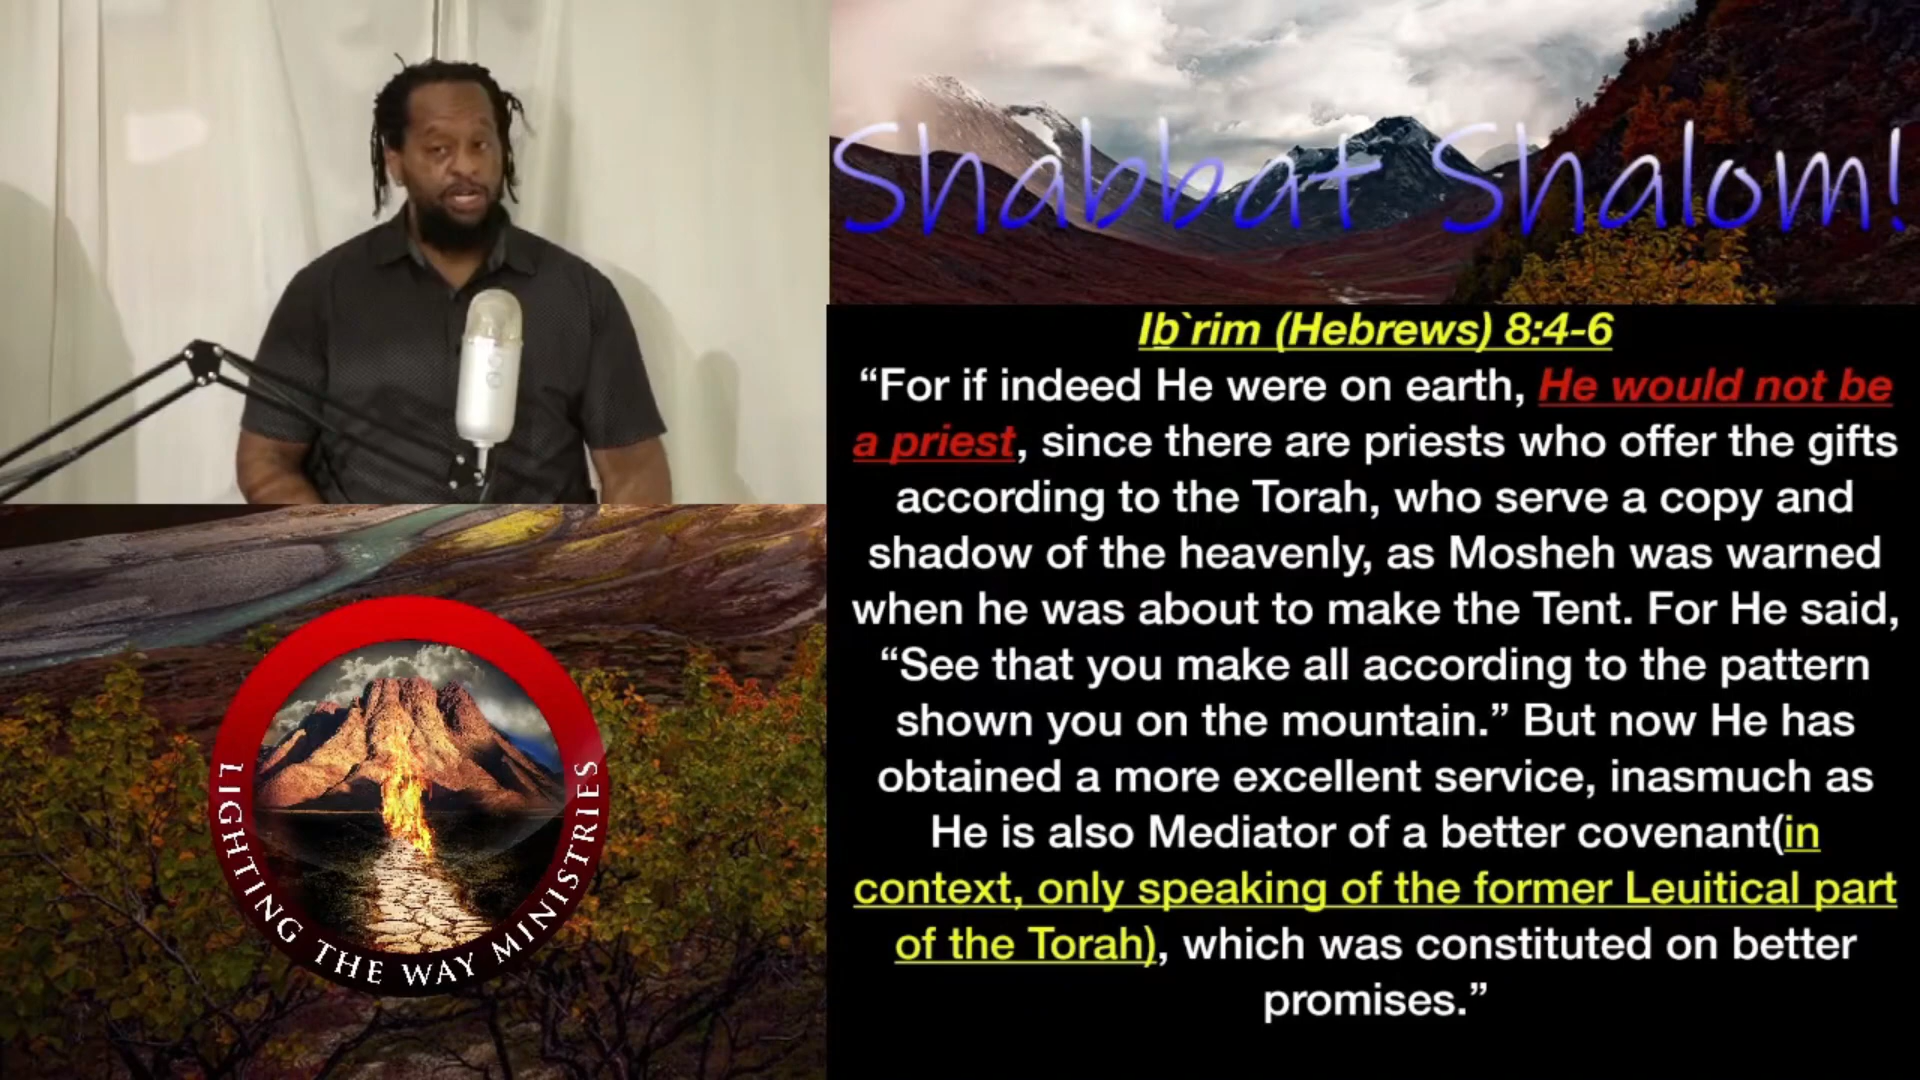 Shabbat Shalom!
Ib`rim (Hebrews) 8:4-6
“For if indeed He were on earth, He would not be
a priest, since there are priests who offer the gifts
according to the Torah, who serve a copy and
shadow of the heavenly, as Mosheh was warned
when he was about to make the Tent. For He said,
“See that you make all according to the pattern
shown you on the mountain.” But now He has
obtained a more excellent service, inasmuch as
He is also Mediator of a better covenant(in
context, only speaking of the former Leuitical part
of the Torah), which was constituted on better
promises.”
LIGHTING THE WAY MINISTRIES